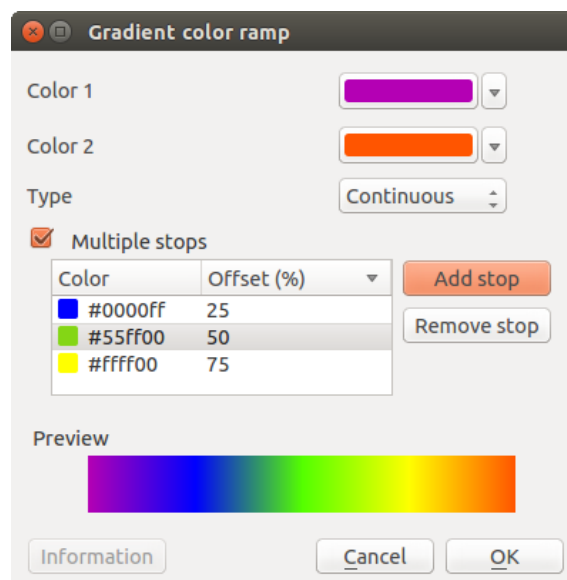 Gradient color ramp
Color 1
Color 2
Type Continuous
Multiple stops
Color Offset (%) Add stop
#0000ff 25
#55ff00 50 Remove stop
#ffff00 75
Preview
Information Cancel OK